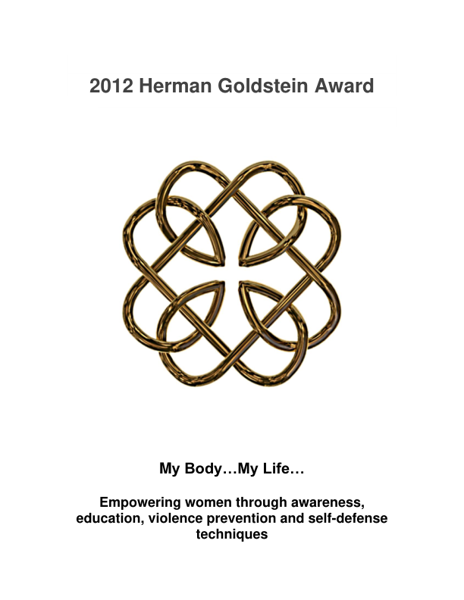 2012 Herman Goldstein Award
My Body…My Life…
Empowering women through awareness,
education, violence prevention and self-defense
techniques